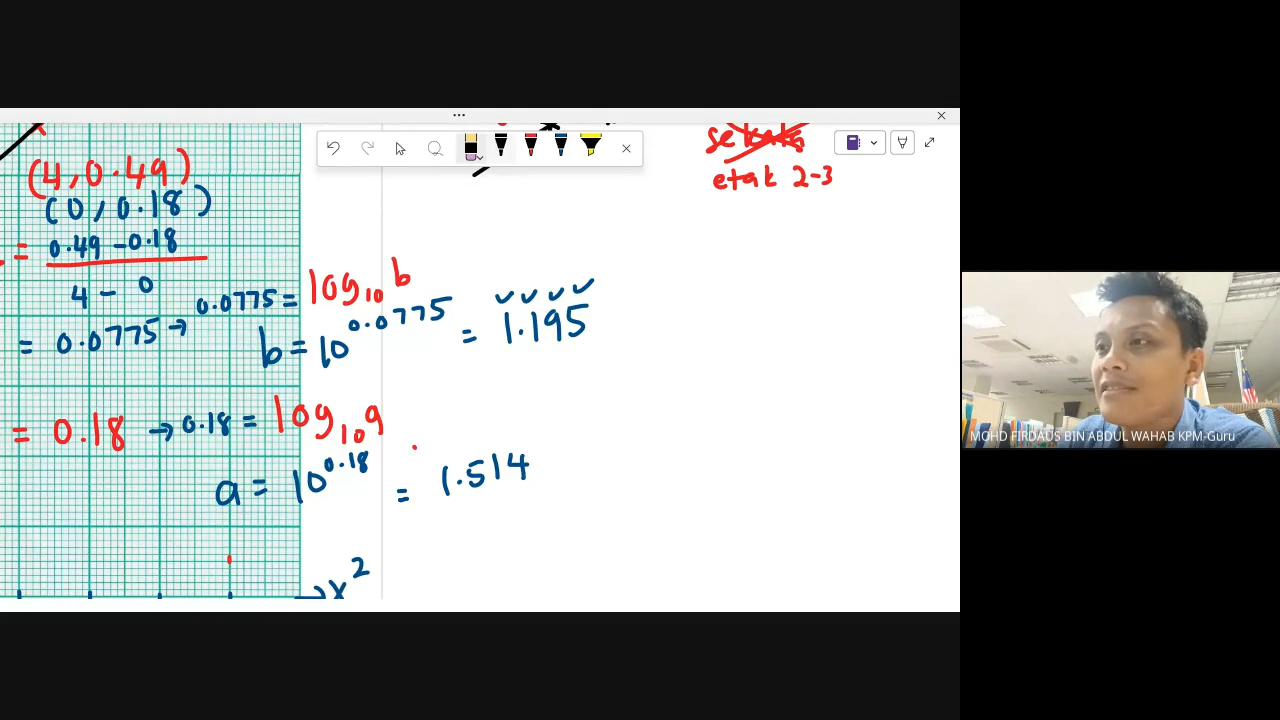 (4, 0.49)
(0, 0.18)
= 0.49 - 0.18
4 - 0
= 0.0775 → 0.0775 = log10 b
b = 10^0.0775 = 1.195
= 0.18 → 0.18 = log10 a
a = 10^0.18 = 1.514
x^2
etak 2-3
MOHD FIRDAUS BIN ABDUL WAHAB KPM-Guru